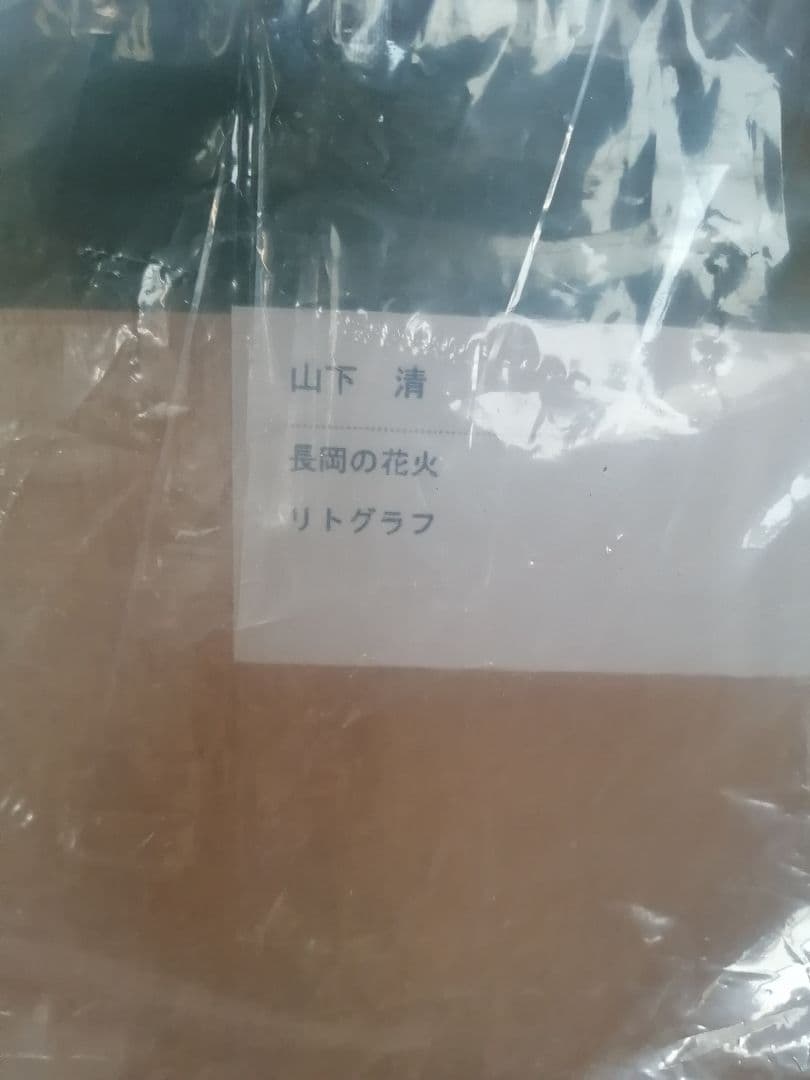 山下　清
長岡の花火
リトグラフ